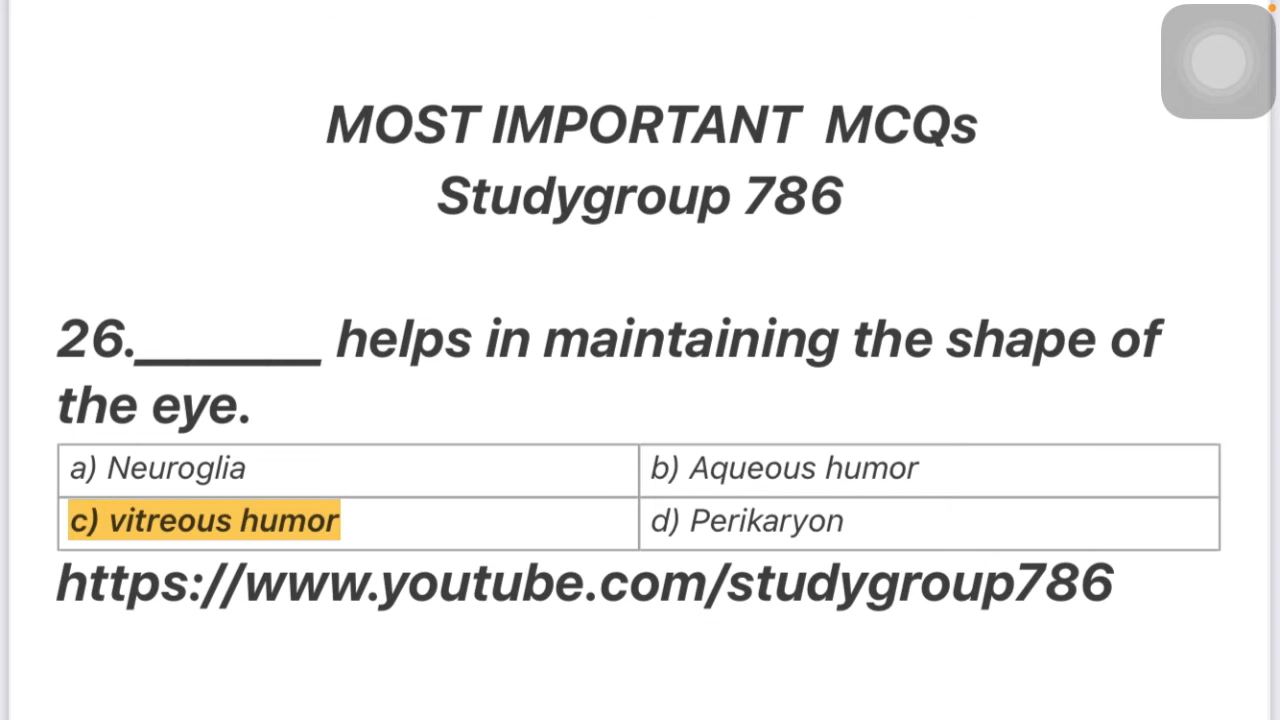 MOST IMPORTANT MCQs
Studygroup 786
26._______ helps in maintaining the shape of
the eye.
a) Neuroglia
b) Aqueous humor
c) vitreous humor
d) Perikaryon
https://www.youtube.com/studygroup786